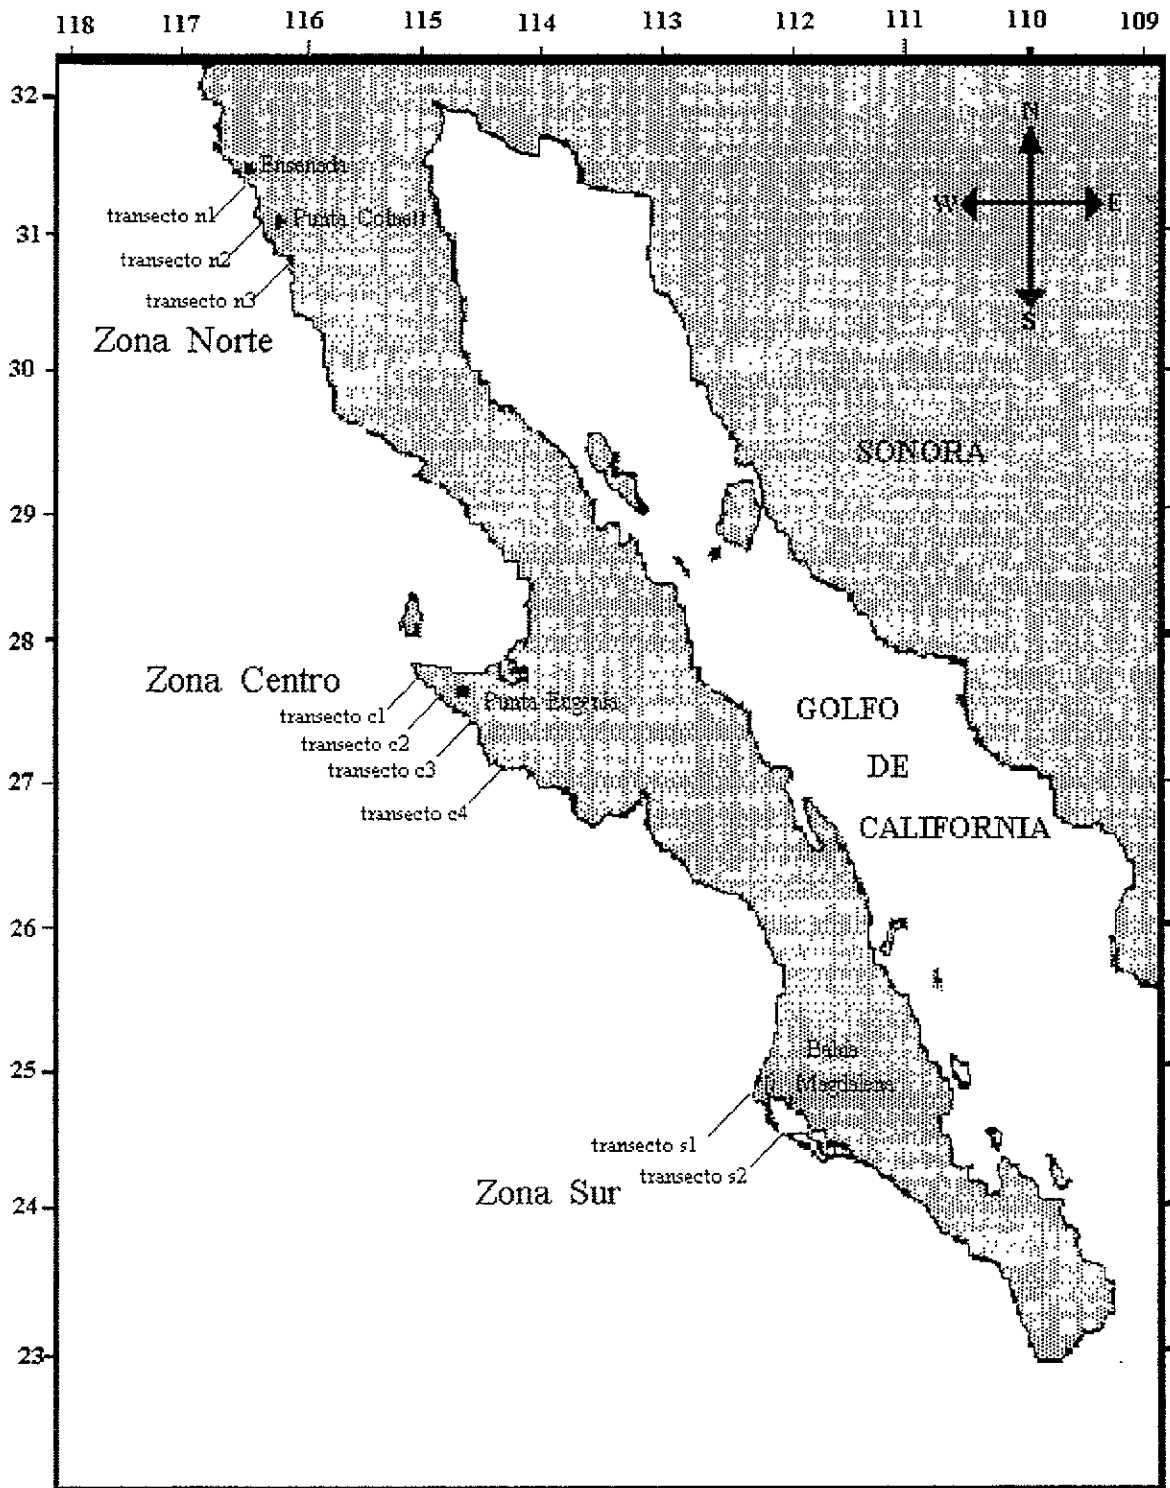 118 117 116 115 114 113 112 111 110 109
32
N
Ensenada
W E
transecto n1
Punta Colnett
31
transecto n2
transecto n3
S
Zona Norte
30
SONORA
29
28
Zona Centro
Punta Eugenia
transecto c1
GOLFO
transecto c2
DE
transecto c3
27
transecto c4
CALIFORNIA
26
Bahia
25
Magdalena
transecto s1
transecto s2
Zona Sur
24
23